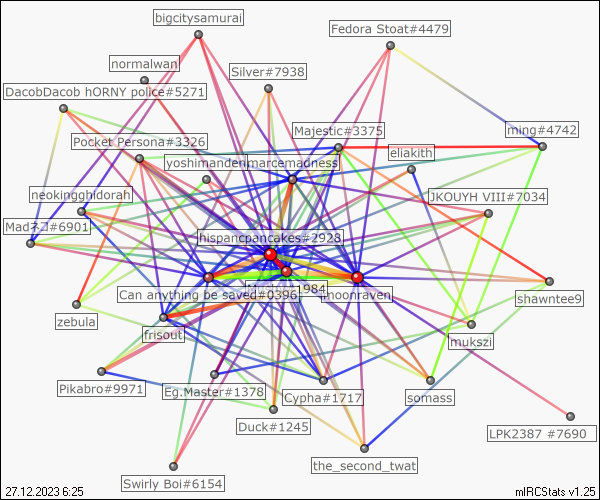 bigcitysamurai
Fedora Stoat#4479
normalwan
Silver#7938
DacobDacob hORNY police#5271
Majestic#3375
ming#4742
Pocket Persona#3326
eliakith
yoshimandenmarcemadness
neokingghidorah
JKOUYH VIII#7034
Madネコ#6901
hispancpancakes#2928
1984
moonraven
Can anything be saved#0396
shawntee9
zebula
frisouti
mukszi
Pikabro#9971
Eg.Master#1378
Cypha#1717
somass
Duck#1245
LPK2387 #7690
the_second_twat
Swirly Boi#6154
27.12.2023 6:25
mIRCStats v1.25